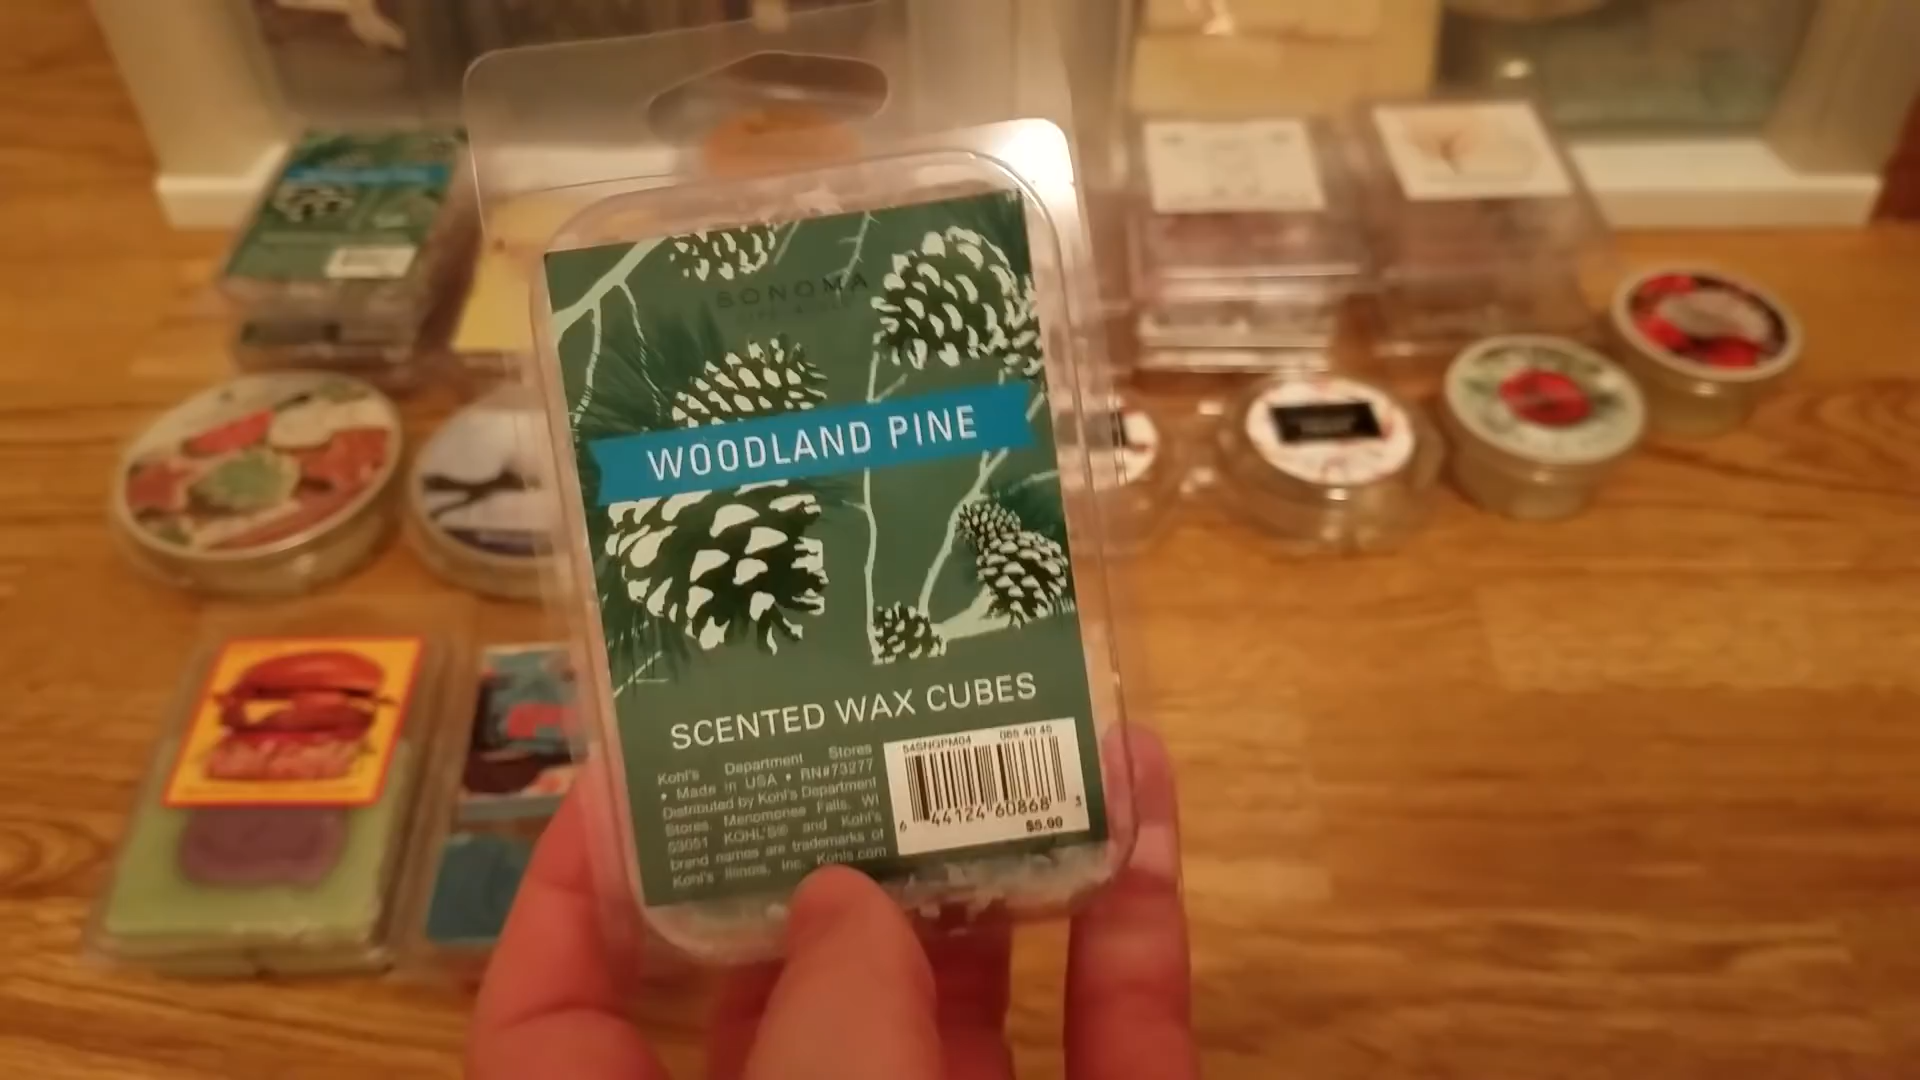 SONOMA
WOODLAND PINE
SCENTED WAX CUBES
Kohl's Department Stores
• Made in USA • RN#73277
Distributed by Kohl's Department
Stores, Menomonee Falls, WI
53051 KOHL'S® and Kohl's
brand names are trademarks of
Kohl's Illinois, Inc. Kohls.com
54SNGPM04 065 40 45
6 44124 60868 3
$5.00